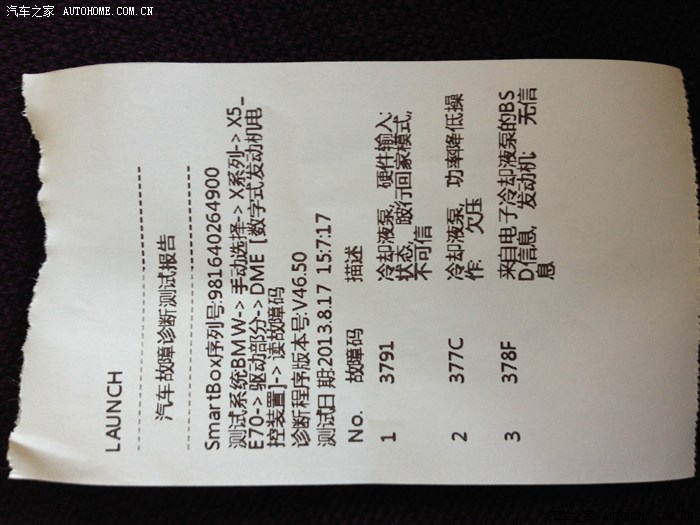 汽车之家 AUTOHOME.COM.CN
LAUNCH
汽车故障诊断测试报告
SmartBox序列号:981640264900
测试系统BMW-> 手动选择-> X系列-> X5_
E70-> 驱动部分-> DME [数字式发动机电
控装置]-> 读故障码
诊断程序版本号:V46.50
测试日期:2013.8.17 15:7:17
No. 故障码 描述
1 3791 冷却液泵, 硬件输入:
状态, 跛行回家模式,
不可信
2 377C 冷却液泵, 功率降低操
作: 欠压
3 378F 来自电子冷却液泵的BS
D信息, 发动机: 无信
息
汽车之家 AUTOHOME.COM.CN